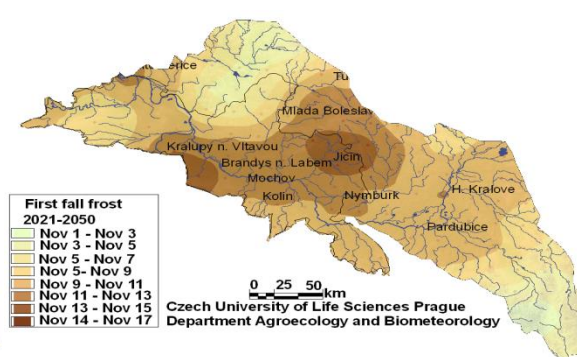 Tu
Mlada Boleslav
Kralupy n. Vltavou
Jicin
Brandys n. Labem
Mochov
Kolin
Nymburk
H. Kralove
Pardubice
First fall frost
2021-2050
Nov 1 - Nov 3
Nov 3 - Nov 5
Nov 5 - Nov 7
Nov 5- Nov 9
Nov 9 - Nov 11
Nov 11 - Nov 13
Nov 13 - Nov 15
Nov 14 - Nov 17
0 25 50
km
Czech University of Life Sciences Prague
Department Agroecology and Biometeorology